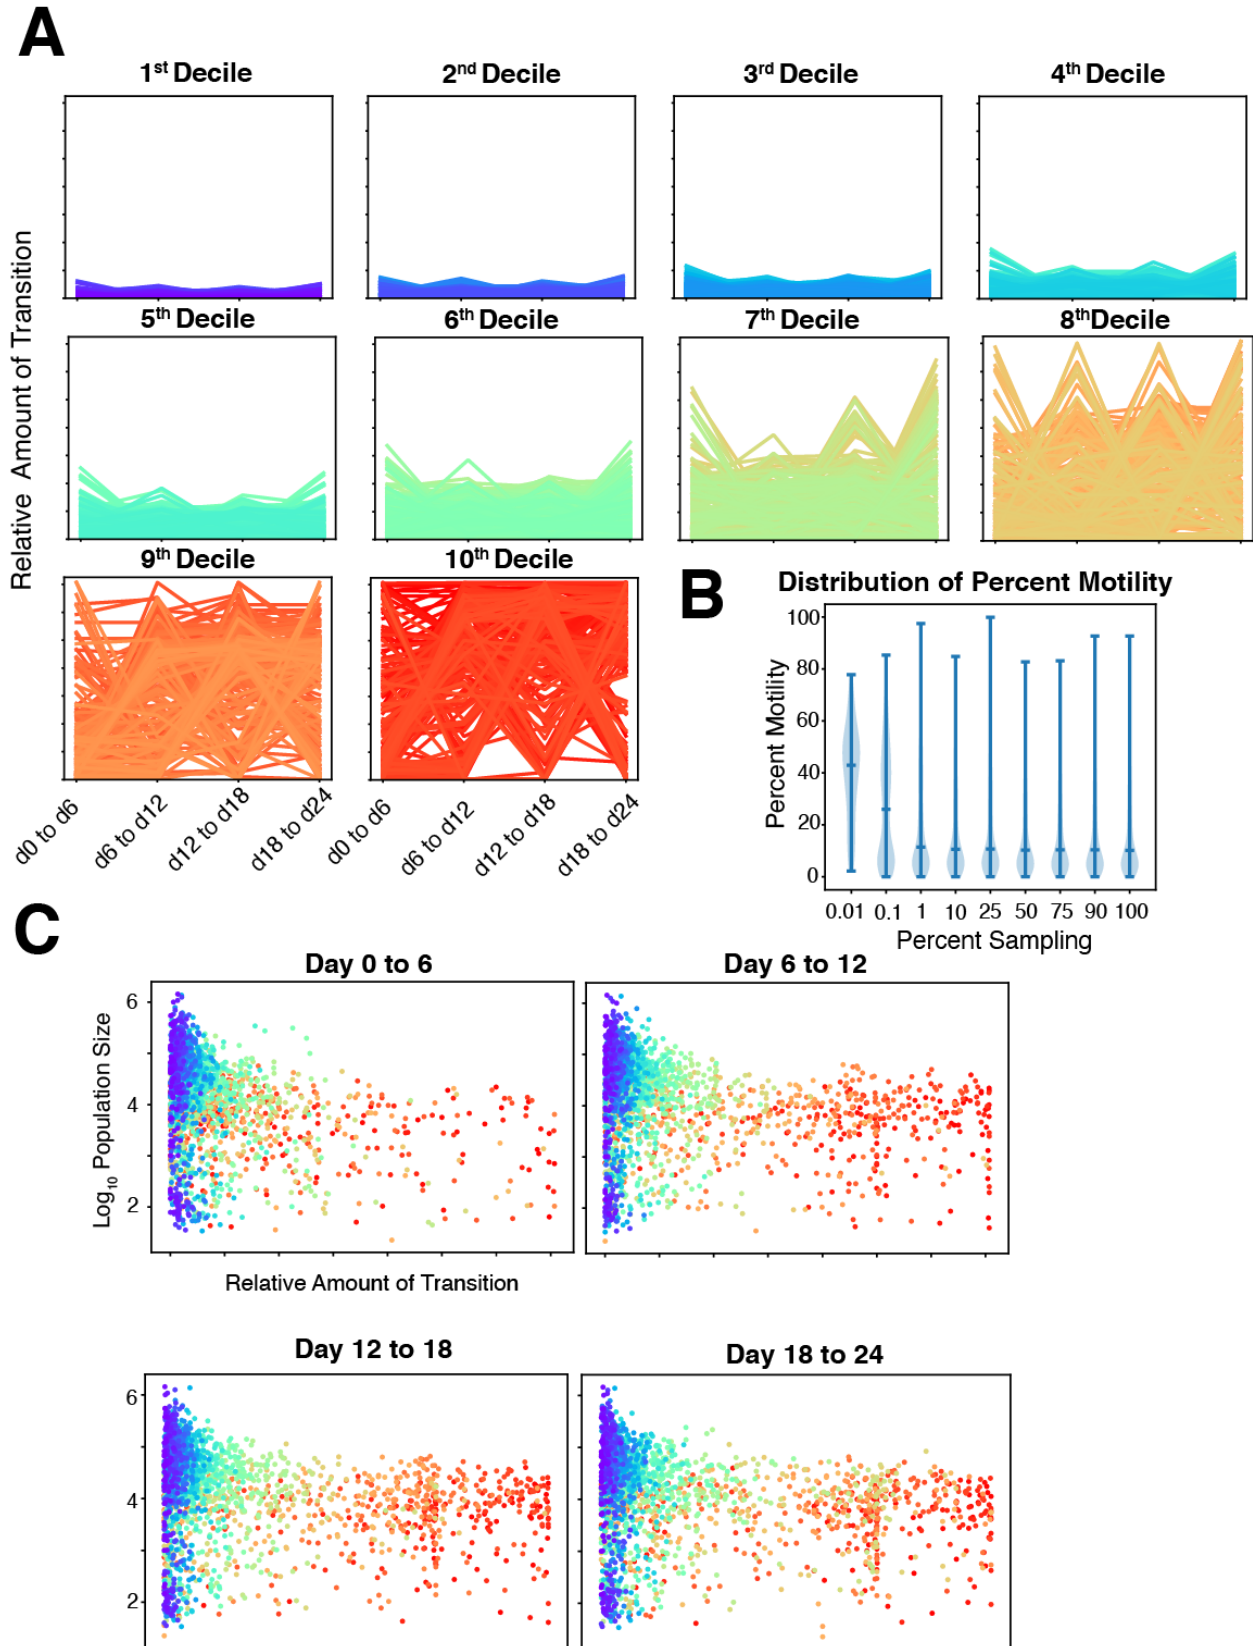 A
1st Decile
2nd Decile
3rd Decile
4th Decile
Relative Amount of Transition
5th Decile
6th Decile
7th Decile
8thDecile
9th Decile
10th Decile
d0 to d6
d6 to d12
d12 to d18
d18 to d24
d0 to d6
d6 to d12
d12 to d18
d18 to d24
B
Distribution of Percent Motility
Percent Motility
100
80
60
40
20
0
0.01 0.1 1 10 25 50 75 90 100
Percent Sampling
C
Day 0 to 6
Day 6 to 12
Log10 Population Size
6
4
2
Relative Amount of Transition
Day 12 to 18
Day 18 to 24
6
4
2